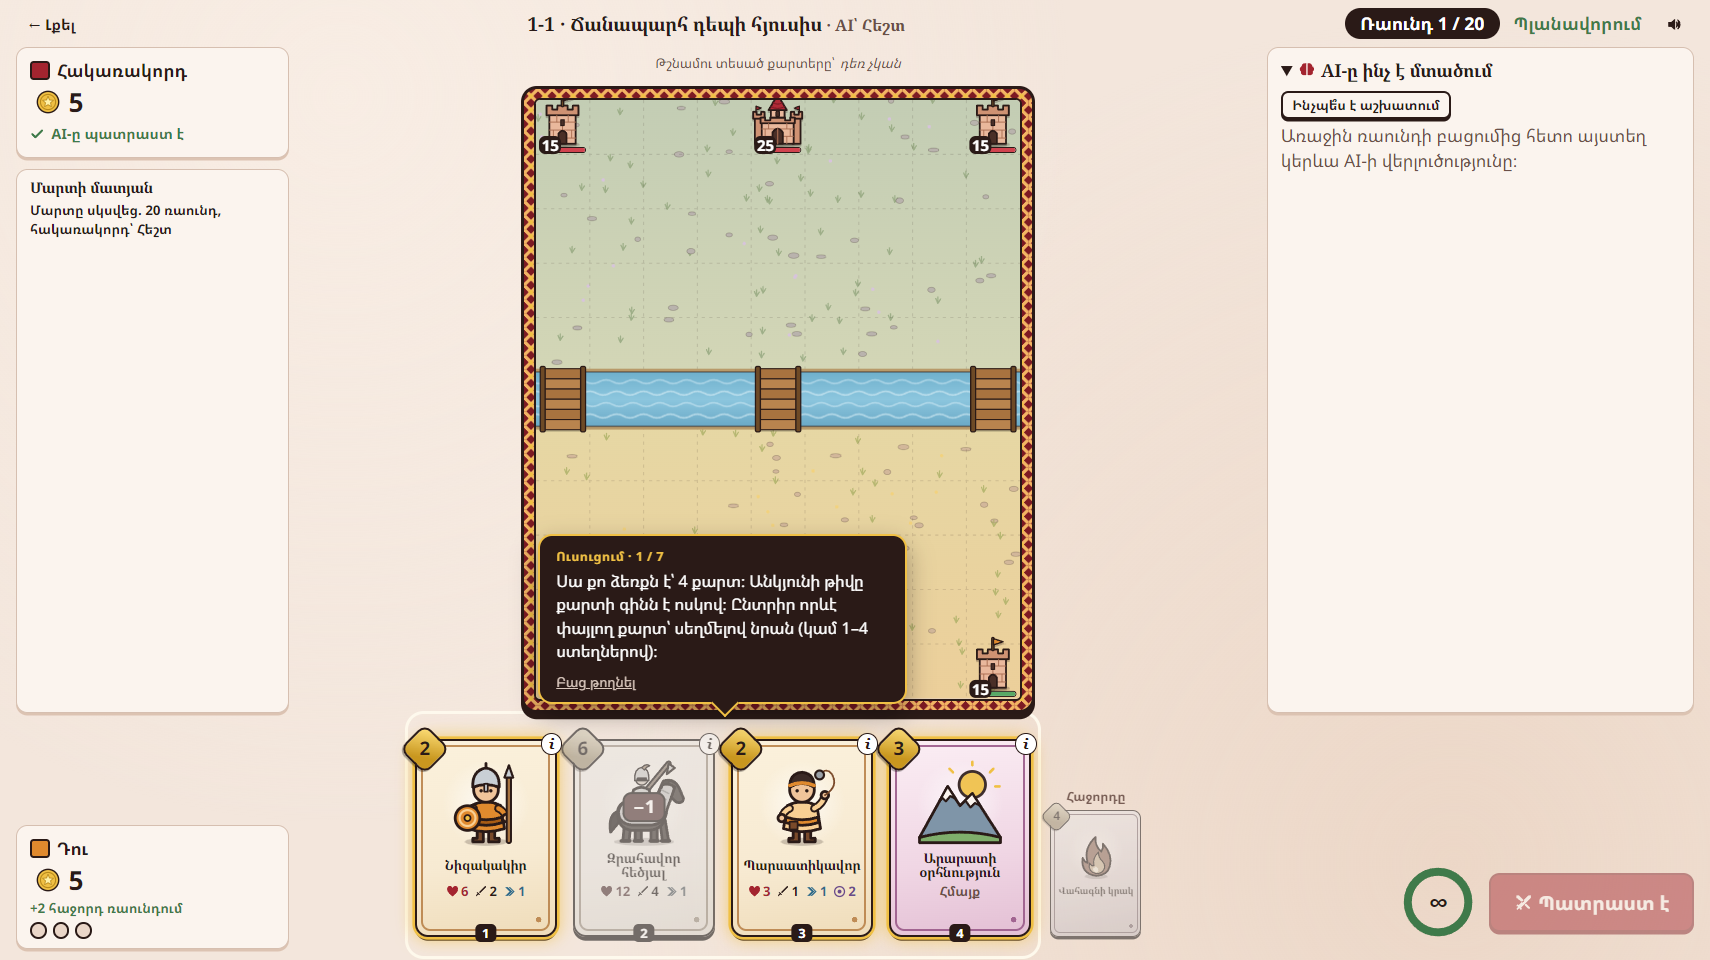 ← Լքել
1-1 · Ճանապարհ դեպի հյուսիս · AI՝ Հեշտ
Ռաունդ 1 / 20
Պլանավորում
Հակառակորդ
5
AI-ը պատրաստ է
Մարտի մատյան
Մարտը սկսվեց. 20 ռաունդ,
հակառակորդ՝ Հեշտ
Թշնամու տեսած քարտերը՝ դեռ չկան
15
25
15
AI-ը ինչ է մտածում
Ինչպե՞ս է աշխատում
Առաջին ռաունդի բացումից հետո այստեղ
կերևա AI-ի վերլուծությունը:
Ուսուցում · 1 / 7
Սա քո ձեռքն է՝ 4 քարտ: Անկյունի թիվը
քարտի գինն է ոսկով: Ընտրիր որևէ
փայլող քարտ՝ սեղմելով նրան (կամ 1–4
ստեղներով):
Բաց թողնել
15
Դու
5
+2 հաջորդ ռաունդում
2
i
Նիզակակիր
6 2 1
1
6
i
−1
Զրահավոր
հեծյալ
12 4 1
2
2
i
Պարսատիկավոր
3 1 1 2
3
3
i
Արարատի
օրհնություն
Հմայք
4
Հաջորդը
4
Վահագնի կրակ
∞
Պատրաստ է